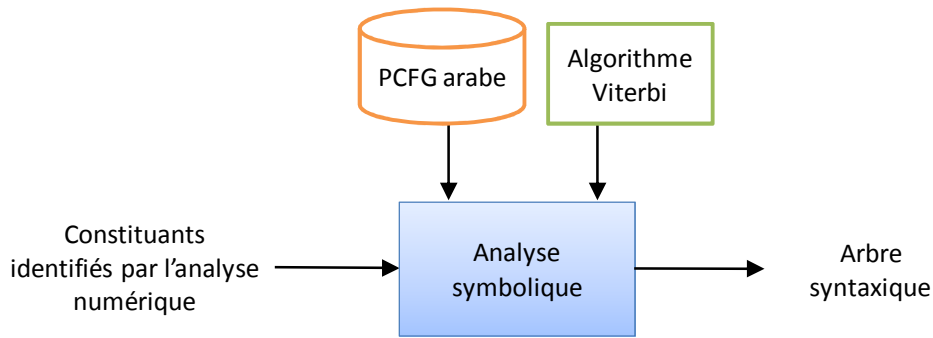 PCFG arabe
Algorithme
Viterbi
Constituants
identifiés par l’analyse
numérique
Analyse
symbolique
Arbre
syntaxique